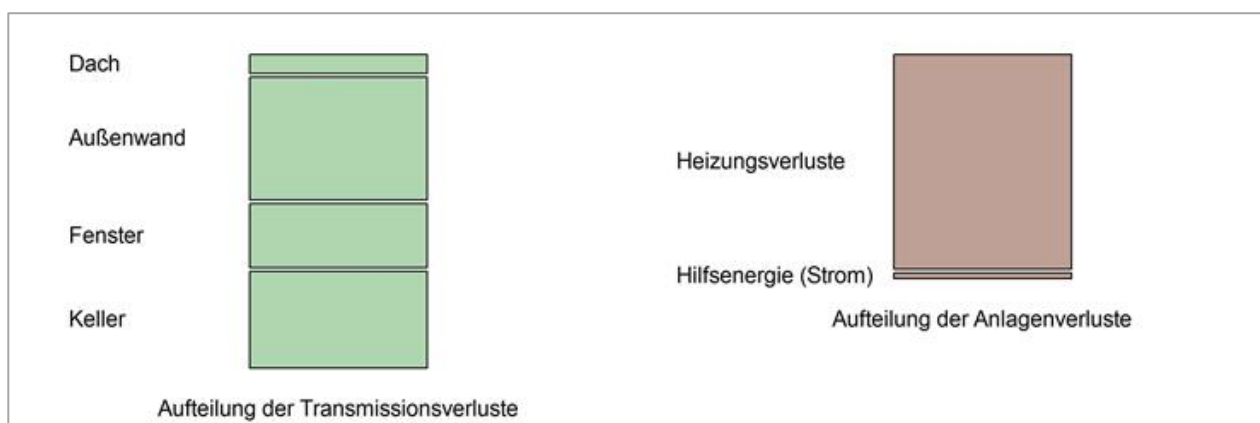 Dach
Außenwand
Fenster
Keller
Aufteilung der Transmissionsverluste
Heizungsverluste
Hilfsenergie (Strom)
Aufteilung der Anlagenverluste